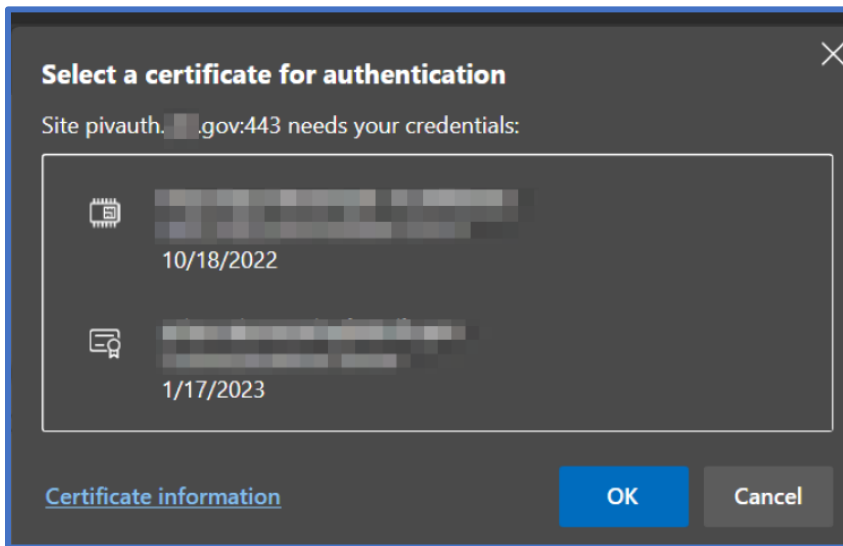 Select a certificate for authentication
Site pivauth. .gov:443 needs your credentials:
10/18/2022
1/17/2023
Certificate information
OK
Cancel